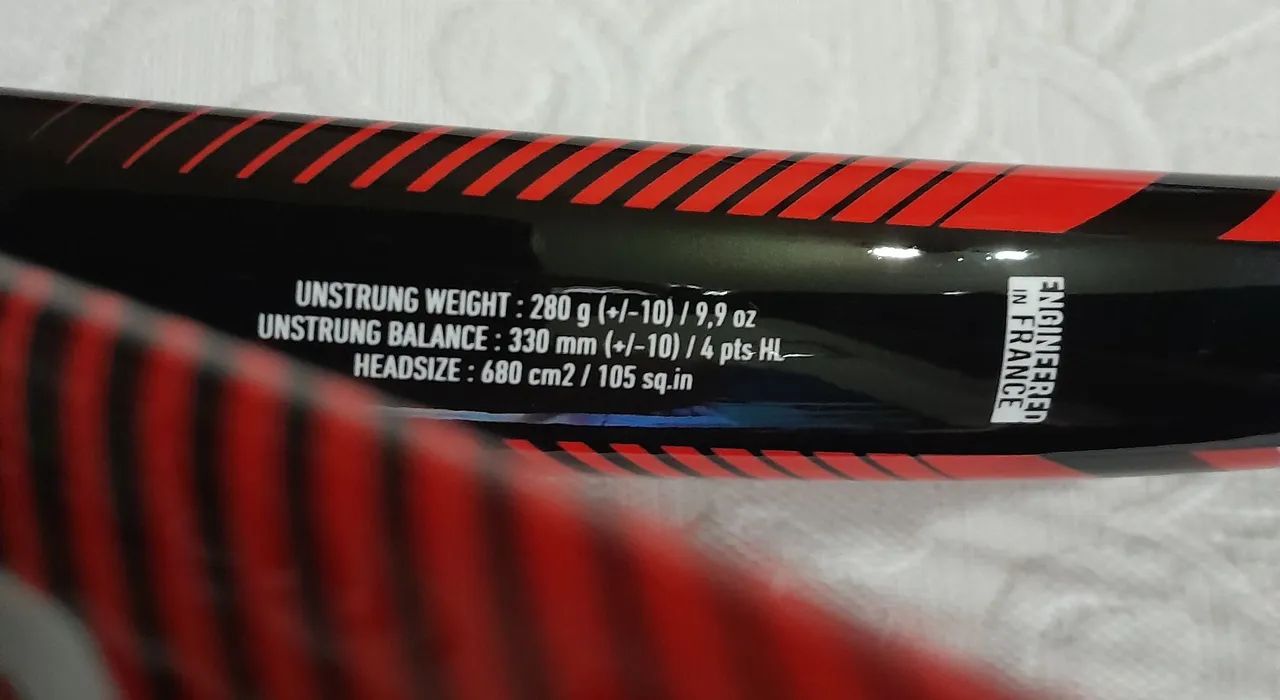 UNSTRUNG WEIGHT : 280 g (+/-10) / 9,9 oz
UNSTRUNG BALANCE : 330 mm (+/-10) / 4 pts HL
HEADSIZE : 680 cm2 / 105 sq.in
ENGINEERED
IN FRANCE